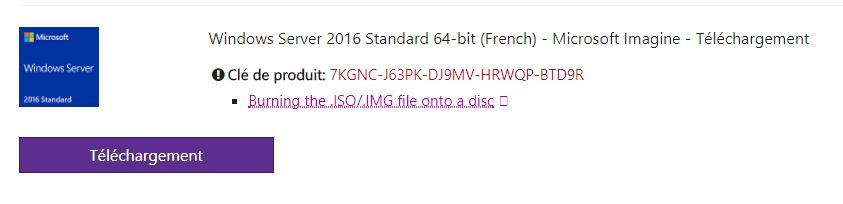 Microsoft
Windows Server
2016 Standard
Windows Server 2016 Standard 64-bit (French) - Microsoft Imagine - Téléchargement
Clé de produit: 7KGNC-J63PK-DJ9MV-HRWQP-BTD9R
Burning the .ISO/.IMG file onto a disc
Téléchargement